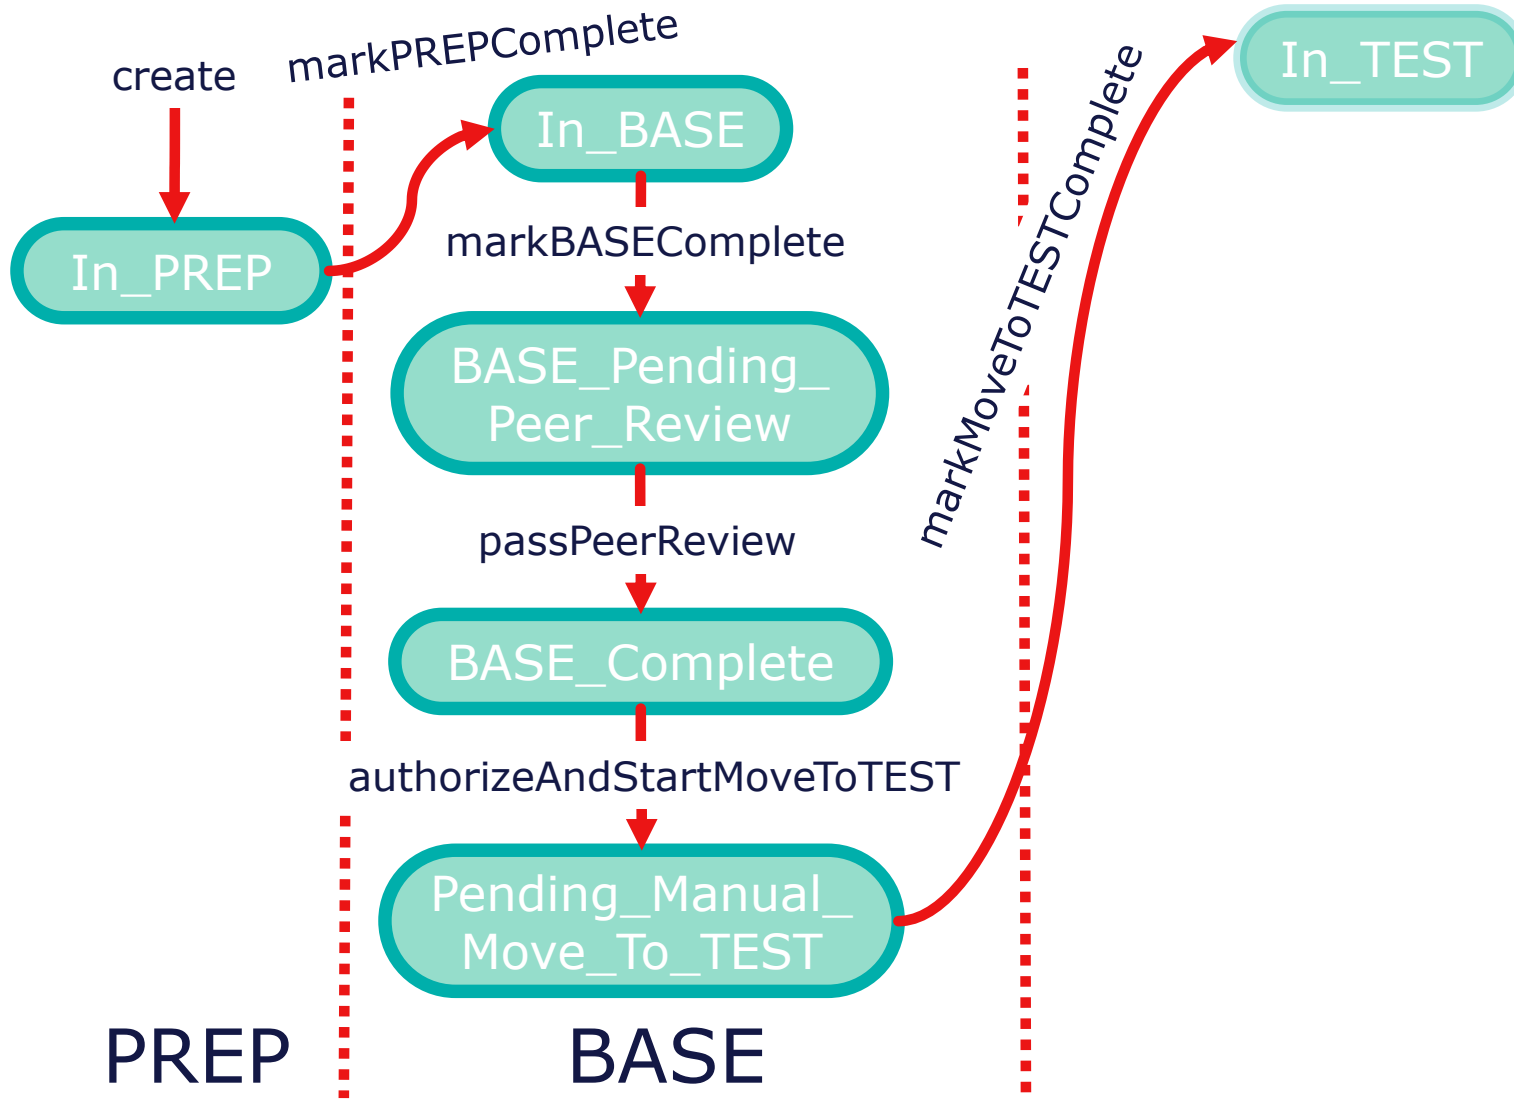 create
markPREPComplete
In_PREP
In_BASE
markBASEComplete
BASE_Pending_
Peer_Review
passPeerReview
BASE_Complete
authorizeAndStartMoveToTEST
Pending_Manual_
Move_To_TEST
markMoveToTESTComplete
In_TEST
PREP
BASE